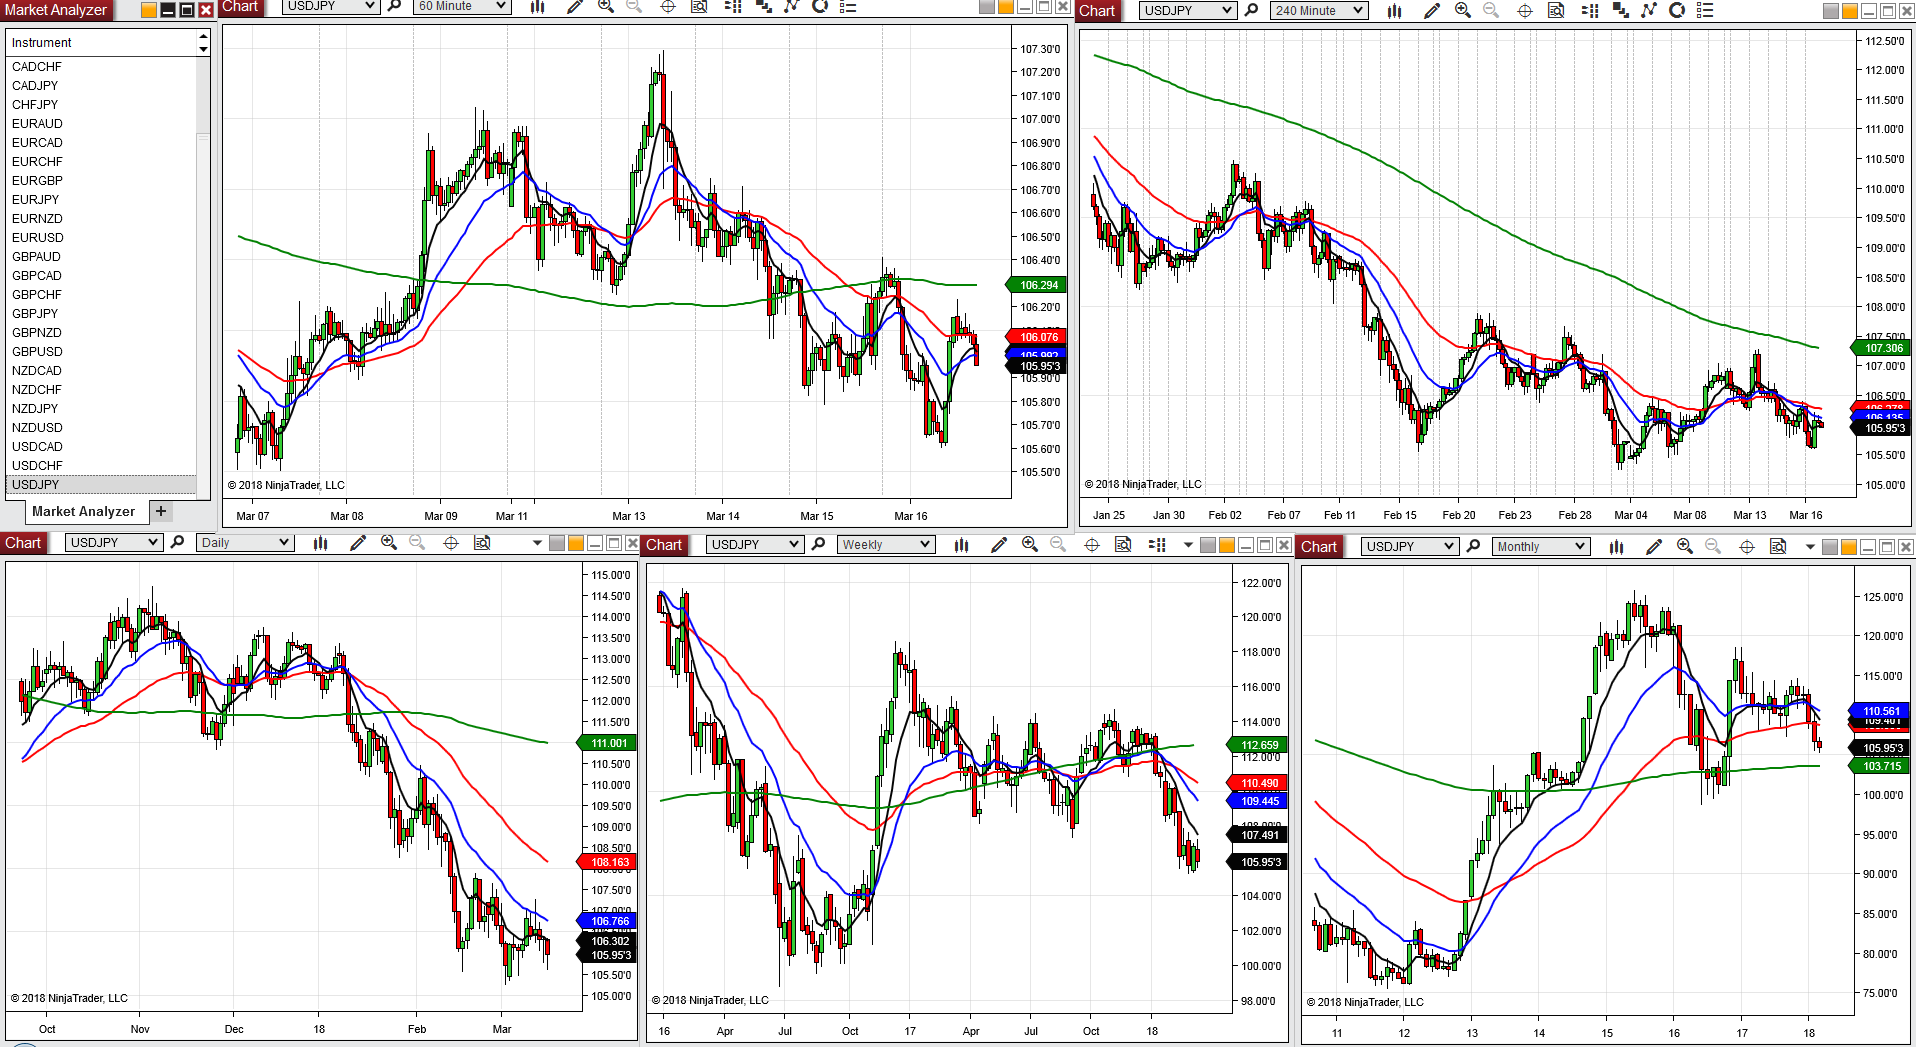 Market Analyzer
Instrument
CADCHF
CADJPY
CHFJPY
EURAUD
EURCAD
EURCHF
EURGBP
EURJPY
EURNZD
EURUSD
GBPAUD
GBPCAD
GBPCHF
GBPJPY
GBPNZD
GBPUSD
NZDCAD
NZDCHF
NZDJPY
NZDUSD
USDCAD
USDCHF
USDJPY
Market Analyzer +
Chart USDJPY 60 Minute
107.30'0
107.20'0
107.10'0
107.00'0
106.90'0
106.80'0
106.70'0
106.60'0
106.50'0
106.40'0
106.294
106.20'0
106.076
105.992
105.95'3
105.90'0
105.80'0
105.70'0
105.60'0
105.50'0
© 2018 NinjaTrader, LLC
Mar 07 Mar 08 Mar 09 Mar 11 Mar 13 Mar 14 Mar 15 Mar 16
Chart USDJPY 240 Minute
112.50'0
112.00'0
111.50'0
111.00'0
110.50'0
110.00'0
109.50'0
109.00'0
108.50'0
108.00'0
107.50'0
107.306
107.00'0
106.50'0
106.135
105.95'3
105.50'0
105.00'0
© 2018 NinjaTrader, LLC
Jan 25 Jan 30 Feb 02 Feb 07 Feb 11 Feb 15 Feb 20 Feb 23 Feb 28 Mar 04 Mar 08 Mar 13 Mar 16
Chart USDJPY Daily
115.00'0
114.50'0
114.00'0
113.50'0
113.00'0
112.50'0
112.00'0
111.50'0
111.001
110.50'0
110.00'0
109.50'0
109.00'0
108.50'0
108.163
107.50'0
107.00'0
106.766
106.302
105.95'3
105.50'0
105.00'0
© 2018 NinjaTrader, LLC
Oct Nov Dec 18 Feb Mar
Chart USDJPY Weekly
122.00'0
120.00'0
118.00'0
116.00'0
114.00'0
112.659
112.00'0
110.490
109.445
107.491
105.95'3
104.00'0
102.00'0
100.00'0
98.00'0
© 2018 NinjaTrader, LLC
16 Apr Jul Oct 17 Apr Jul Oct 18
Chart USDJPY Monthly
125.00'0
120.00'0
115.00'0
110.561
109.401
105.95'3
103.715
100.00'0
95.00'0
90.00'0
85.00'0
80.00'0
75.00'0
© 2018 NinjaTrader, LLC
11 12 13 14 15 16 17 18